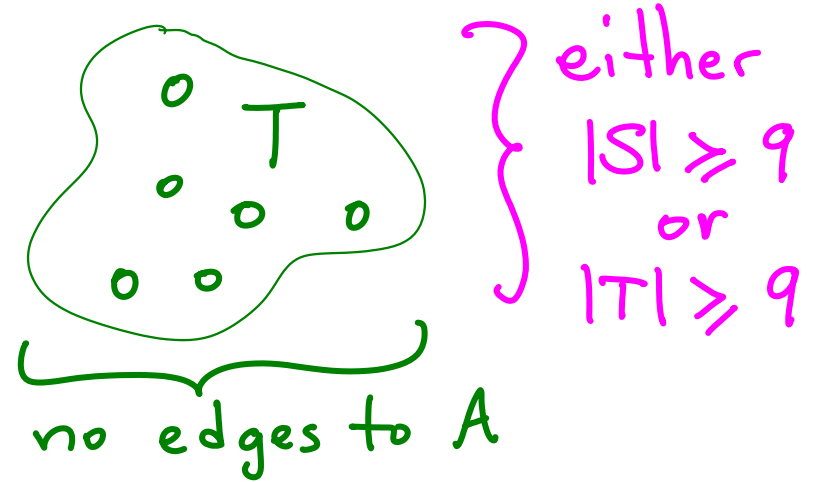 T
either
|S| ⩾ 9
or
|T| ⩾ 9
no edges to A